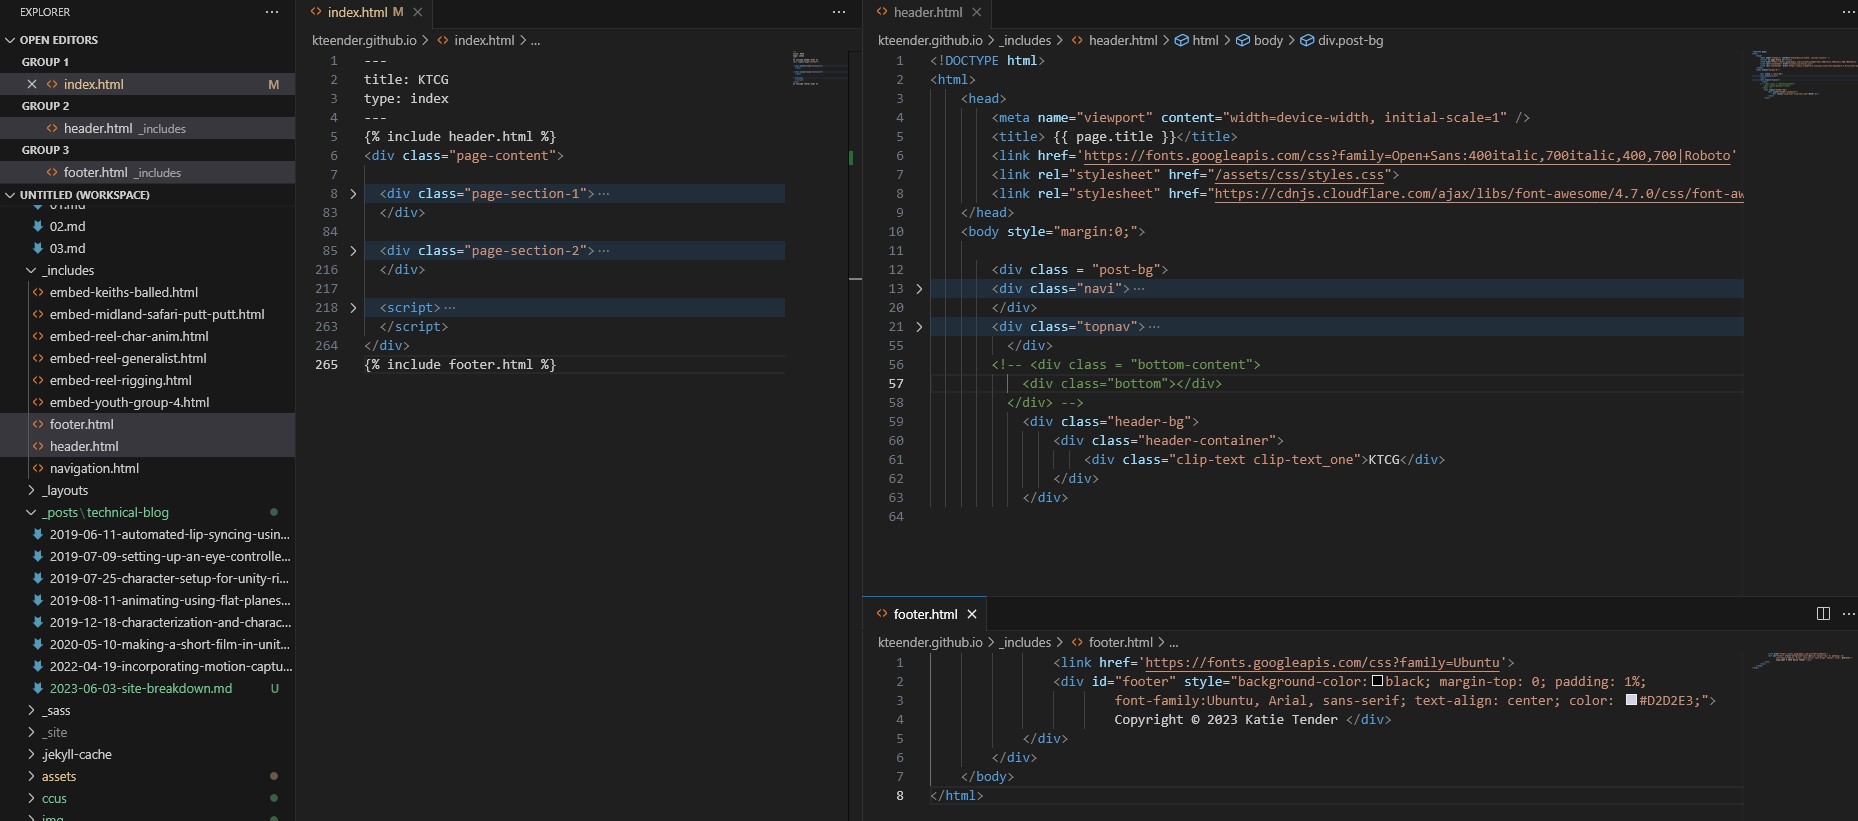 EXPLORER ...
OPEN EDITORS
GROUP 1
index.html M
GROUP 2
header.html _includes
GROUP 3
footer.html _includes
UNTITLED (WORKSPACE)
01.md
02.md
03.md
_includes
embed-keiths-balled.html
embed-midland-safari-putt-putt.html
embed-reel-char-anim.html
embed-reel-generalist.html
embed-reel-rigging.html
embed-youth-group-4.html
footer.html
header.html
navigation.html
_layouts
_posts\technical-blog
2019-06-11-automated-lip-syncing-usin...
2019-07-09-setting-up-an-eye-controlle...
2019-07-25-character-setup-for-unity-ri...
2019-08-11-animating-using-flat-planes...
2019-12-18-characterization-and-charac...
2020-05-10-making-a-short-film-in-unit...
2022-04-19-incorporating-motion-captu...
2023-06-03-site-breakdown.md U
_sass
_site
.jekyll-cache
assets
ccus
img
index.html M ...
kteender.github.io > index.html > ...
1 ---
2 title: KTCG
3 type: index
4 ---
5 {% include header.html %}
6 <div class="page-content">
7
8 <div class="page-section-1">...
83 </div>
84
85 <div class="page-section-2">...
216 </div>
217
218 <script>...
263 </script>
264 </div>
265 {% include footer.html %}
header.html ...
kteender.github.io > _includes > header.html > html > body > div.post-bg
1 <!DOCTYPE html>
2 <html>
3 <head>
4 <meta name="viewport" content="width=device-width, initial-scale=1" />
5 <title> {{ page.title }}</title>
6 <link href='https://fonts.googleapis.com/css?family=Open+Sans:400italic,700italic,400,700|Roboto'
7 <link rel="stylesheet" href="/assets/css/styles.css">
8 <link rel="stylesheet" href="https://cdnjs.cloudflare.com/ajax/libs/font-awesome/4.7.0/css/font-aw
9 </head>
10 <body style="margin:0;">
11
12 <div class = "post-bg">
13 <div class="navi">...
20 </div>
21 <div class="topnav">...
55 </div>
56 <!-- <div class = "bottom-content">
57 <div class="bottom"></div>
58 </div> -->
59 <div class="header-bg">
60 <div class="header-container">
61 <div class="clip-text clip-text_one">KTCG</div>
62 </div>
63 </div>
64
footer.html ...
kteender.github.io > _includes > footer.html > ...
1 <link href='https://fonts.googleapis.com/css?family=Ubuntu'>
2 <div id="footer" style="background-color:black; margin-top: 0; padding: 1%;
3 font-family:Ubuntu, Arial, sans-serif; text-align: center; color: #D2D2E3;">
4 Copyright © 2023 Katie Tender </div>
5 </div>
6 </div>
7 </body>
8 </html>